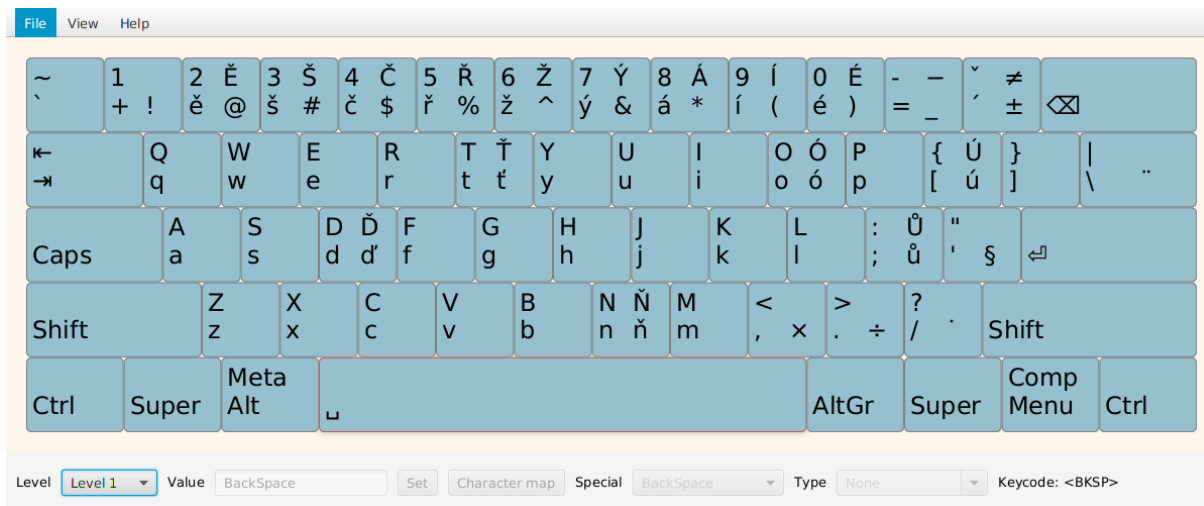 File View Help
~ 1 2 Ě 3 Š 4 Č 5 Ř 6 Ž 7 Ý 8 Á 9 Í 0 É - — ˇ ≠
` + ! ě @ š # č $ ř % ž ^ ý & á * í ( é ) = _ ´ ± ⌫
⇤ Q W E R T Ť Y U I O Ó P { Ú } |
⇥ q w e r t ť y u i o ó p [ ú ] \ ¨
A S D Ď F G H J K L : Ů "
Caps a s d ď f g h j k l ; ů ' § ⏎
Z X C V B N Ň M < > ?
Shift z x c v b n ň m , × . ÷ / ˙ Shift
Meta Comp
Ctrl Super Alt ␣ AltGr Super Menu Ctrl
Level Level 1 Value BackSpace Set Character map Special BackSpace Type None Keycode: <BKSP>